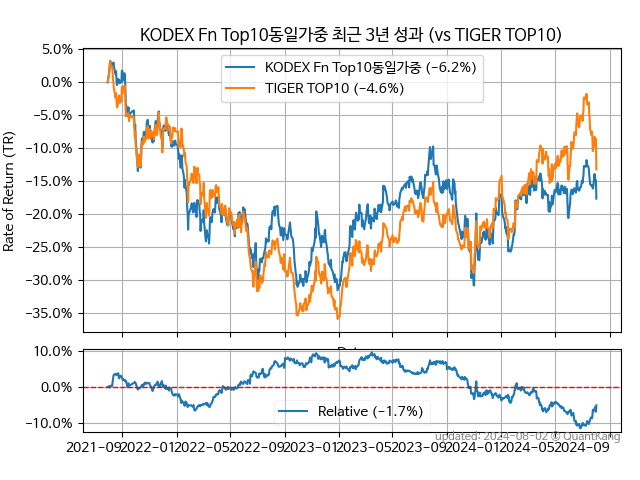 KODEX Fn Top10동일가중 최근 3년 성과 (vs TIGER TOP10)
Rate of Return (TR)
5.0%
0.0%
−5.0%
−10.0%
−15.0%
−20.0%
−25.0%
−30.0%
−35.0%
KODEX Fn Top10동일가중 (−6.2%)
TIGER TOP10 (−4.6%)
10.0%
0.0%
−10.0%
Relative (−1.7%)
updated: 2024-08-02 © QuantKang
2021-09 2022-01 2022-05 2022-09 2023-01 2023-05 2023-09 2024-01 2024-05 2024-09